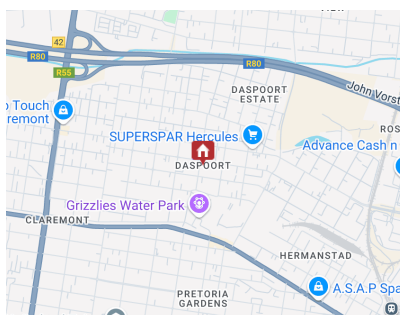 42
R80
R80
R55
John Vorst
DASPOORT
ESTATE
o Touch
remont
SUPERSPAR Hercules
ROS
Advance Cash n
DASPOORT
Grizzlies Water Park
CLAREMONT
HERMANSTAD
A.S.A.P Spa
PRETORIA
GARDENS